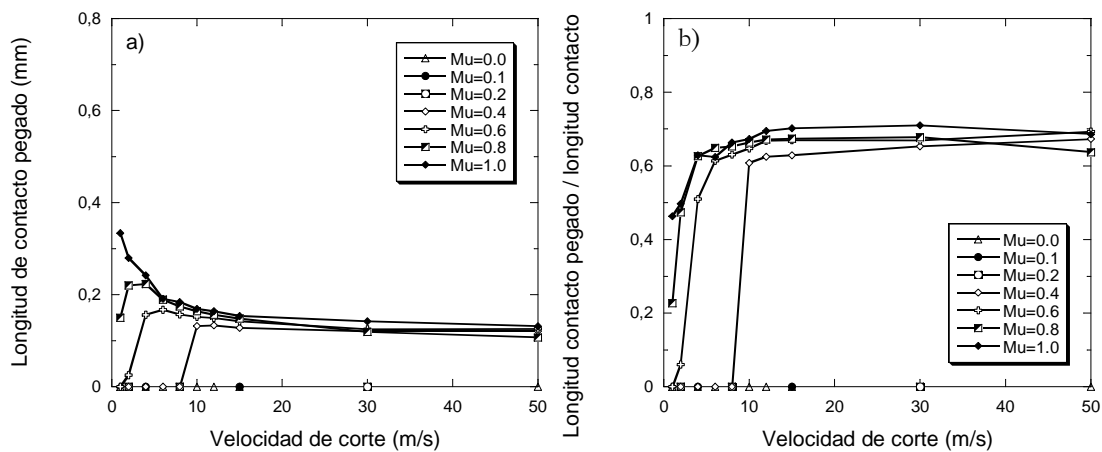 a)
Longitud de contacto pegado (mm)
0,8
0,6
0,4
0,2
0
Mu=0.0
Mu=0.1
Mu=0.2
Mu=0.4
Mu=0.6
Mu=0.8
Mu=1.0
0 10 20 30 40 50
Velocidad de corte (m/s)
b)
Longitud contacto pegado / longitud contacto
1
0,8
0,6
0,4
0,2
0
Mu=0.0
Mu=0.1
Mu=0.2
Mu=0.4
Mu=0.6
Mu=0.8
Mu=1.0
0 10 20 30 40 50
Velocidad de corte (m/s)